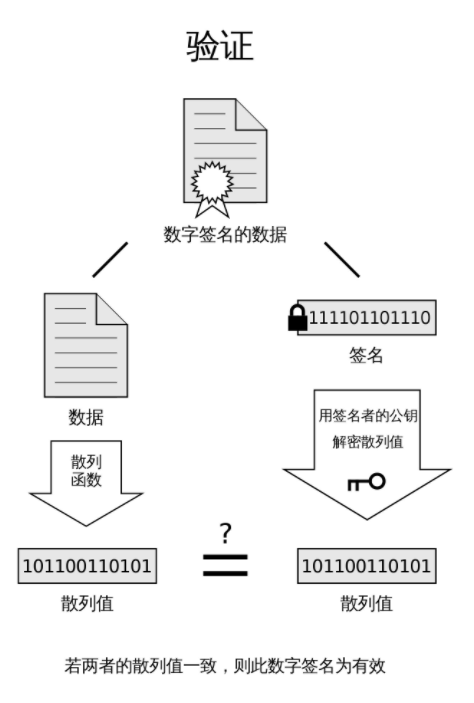 验证
数字签名的数据
111101101110
签名
数据
用签名者的公钥
解密散列值
散列
函数
?
=
101100110101
101100110101
散列值
散列值
若两者的散列值一致，则此数字签名为有效